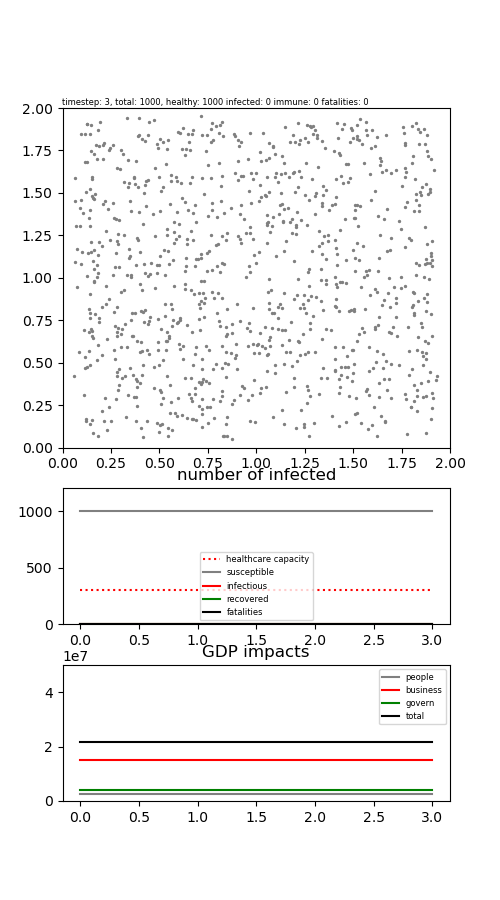 timestep: 3, total: 1000, healthy: 1000 infected: 0 immune: 0 fatalities: 0
2.00
1.75
1.50
1.25
1.00
0.75
0.50
0.25
0.00
0.00 0.25 0.50 0.75 1.00 1.25 1.50 1.75 2.00
number of infected
1000
500
0
healthcare capacity
susceptible
infectious
recovered
fatalities
0.0 0.5 1.0 1.5 2.0 2.5 3.0
GDP impacts
1e7
4
2
0
people
business
govern
total
0.0 0.5 1.0 1.5 2.0 2.5 3.0